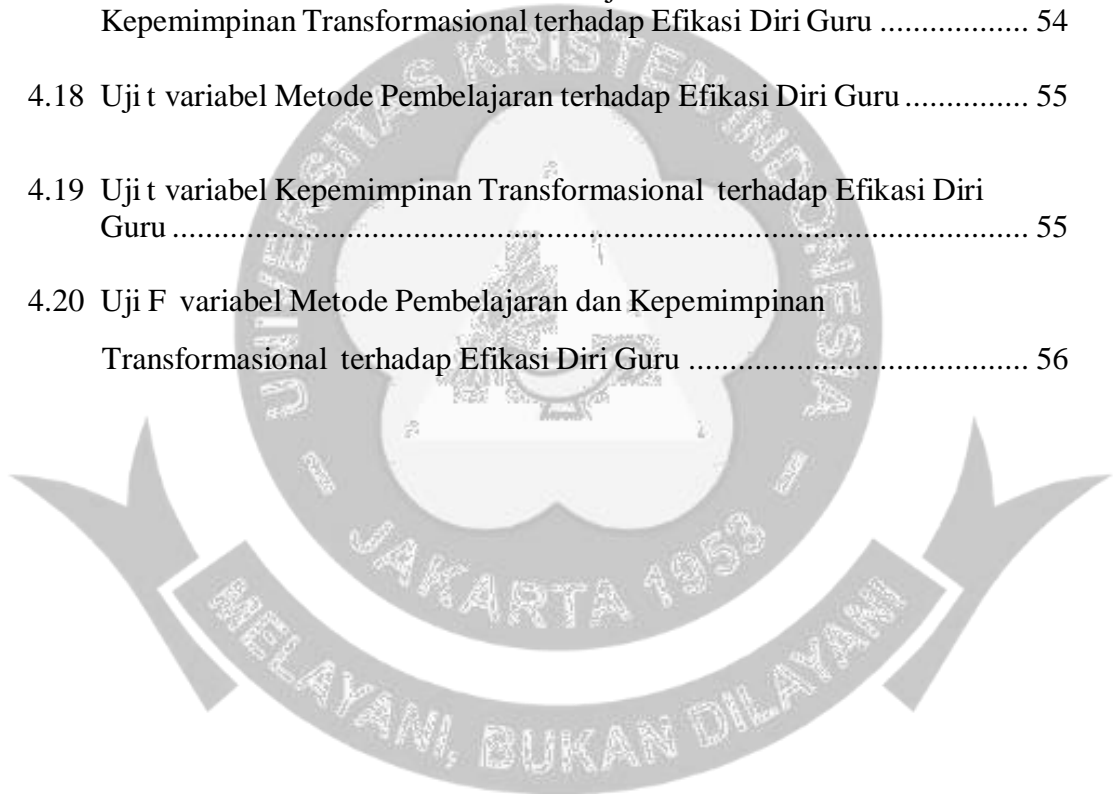 Kepemimpinan Transformasional terhadap Efikasi Diri Guru ................. 54
4.18 Uji t variabel Metode Pembelajaran terhadap Efikasi Diri Guru ............... 55
4.19 Uji t variabel Kepemimpinan Transformasional terhadap Efikasi Diri
Guru ................................................................................................. 55
4.20 Uji F variabel Metode Pembelajaran dan Kepemimpinan
Transformasional terhadap Efikasi Diri Guru ...................................... 56
UNIVERSITAS KRISTEN INDONESIA
- JAKARTA 1953 -
MELAYANI, BUKAN DILAYANI